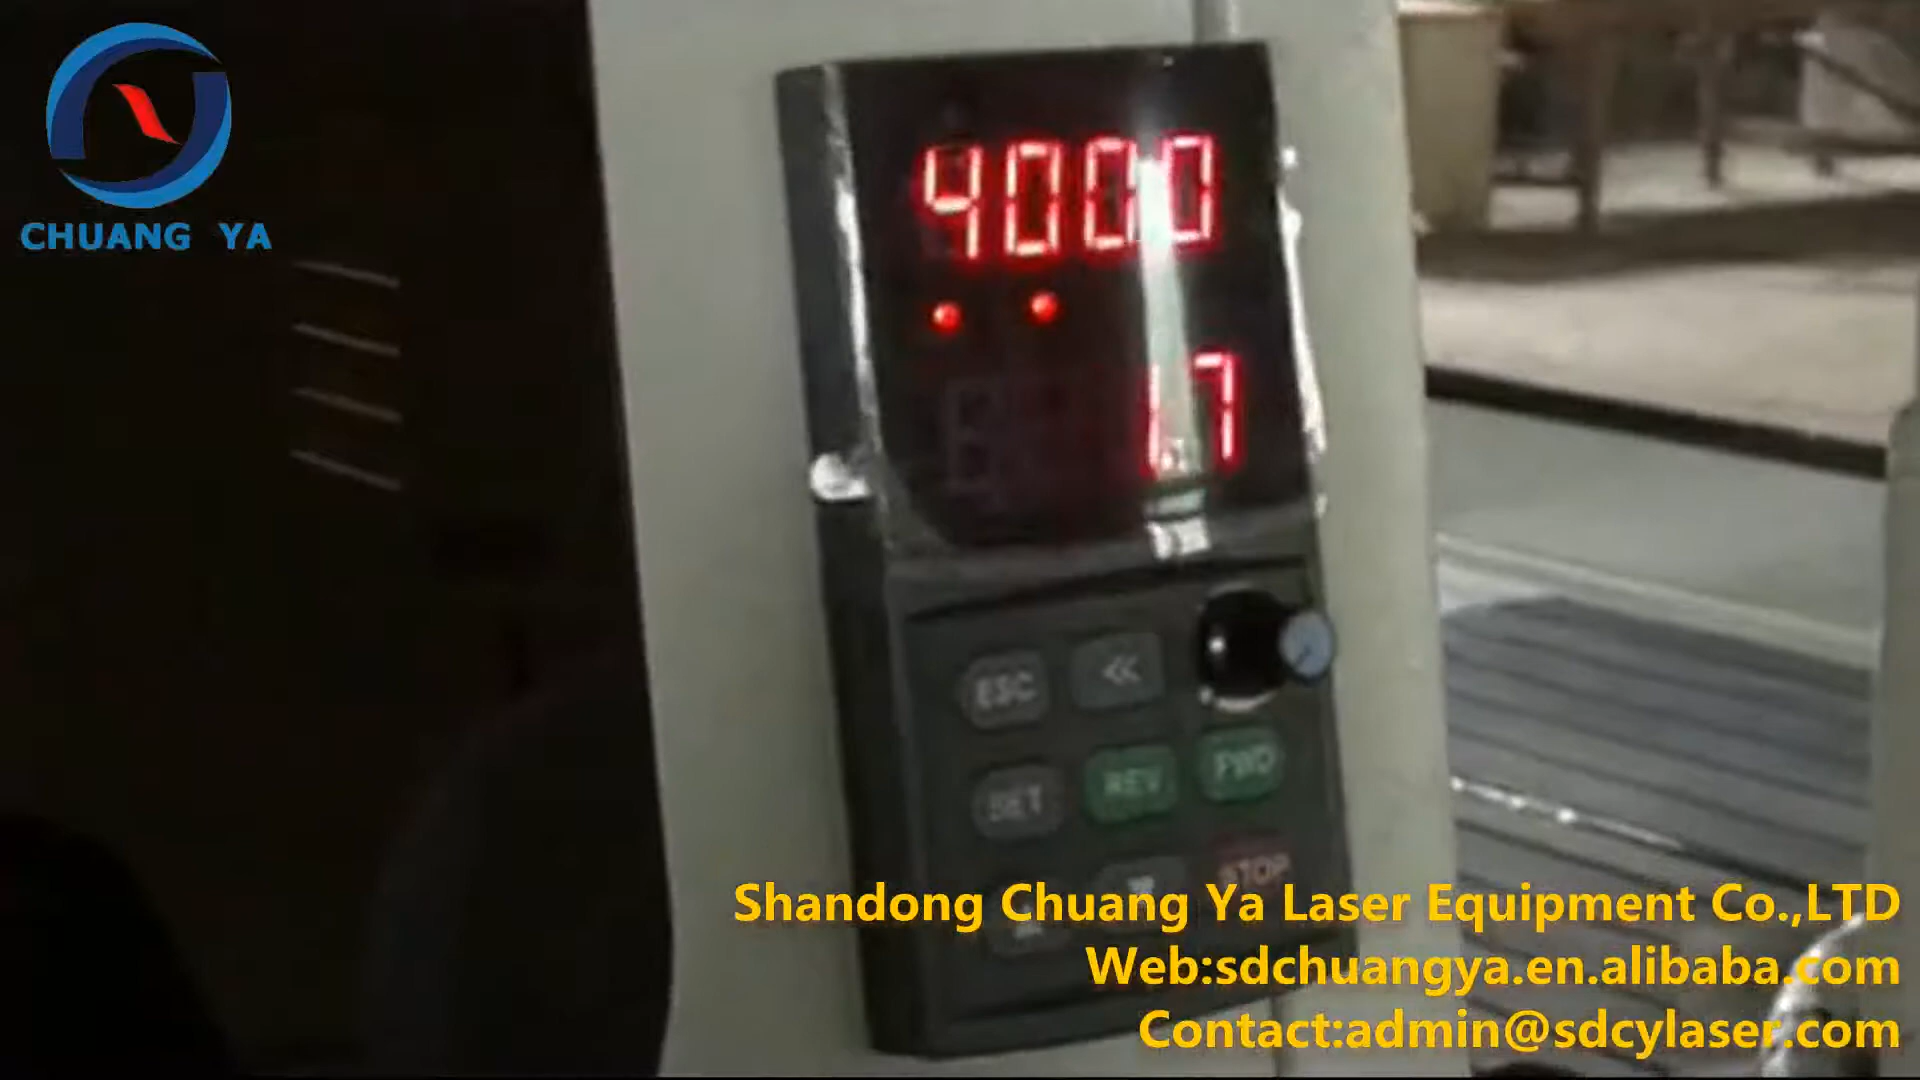 CHUANG YA
4000
1.7
ESC
<<
SET
REV
FWD
STOP
Shandong Chuang Ya Laser Equipment Co.,LTD
Web:sdchuangya.en.alibaba.com
Contact:admin@sdcylaser.com